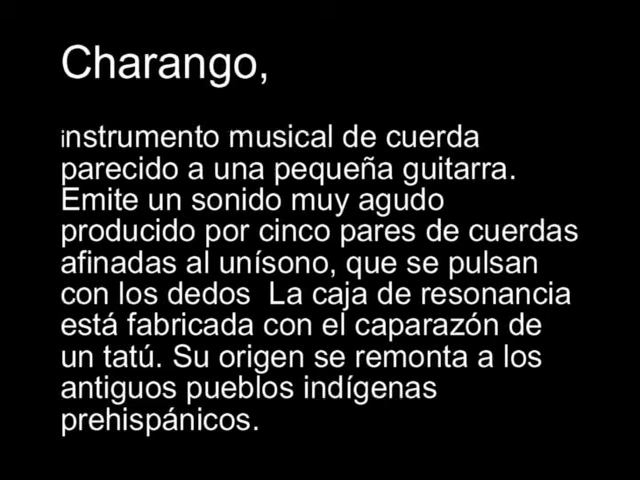 Charango,
instrumento musical de cuerda
parecido a una pequeña guitarra.
Emite un sonido muy agudo
producido por cinco pares de cuerdas
afinadas al unísono, que se pulsan
con los dedos  La caja de resonancia
está fabricada con el caparazón de
un tatú. Su origen se remonta a los
antiguos pueblos indígenas
prehispánicos.